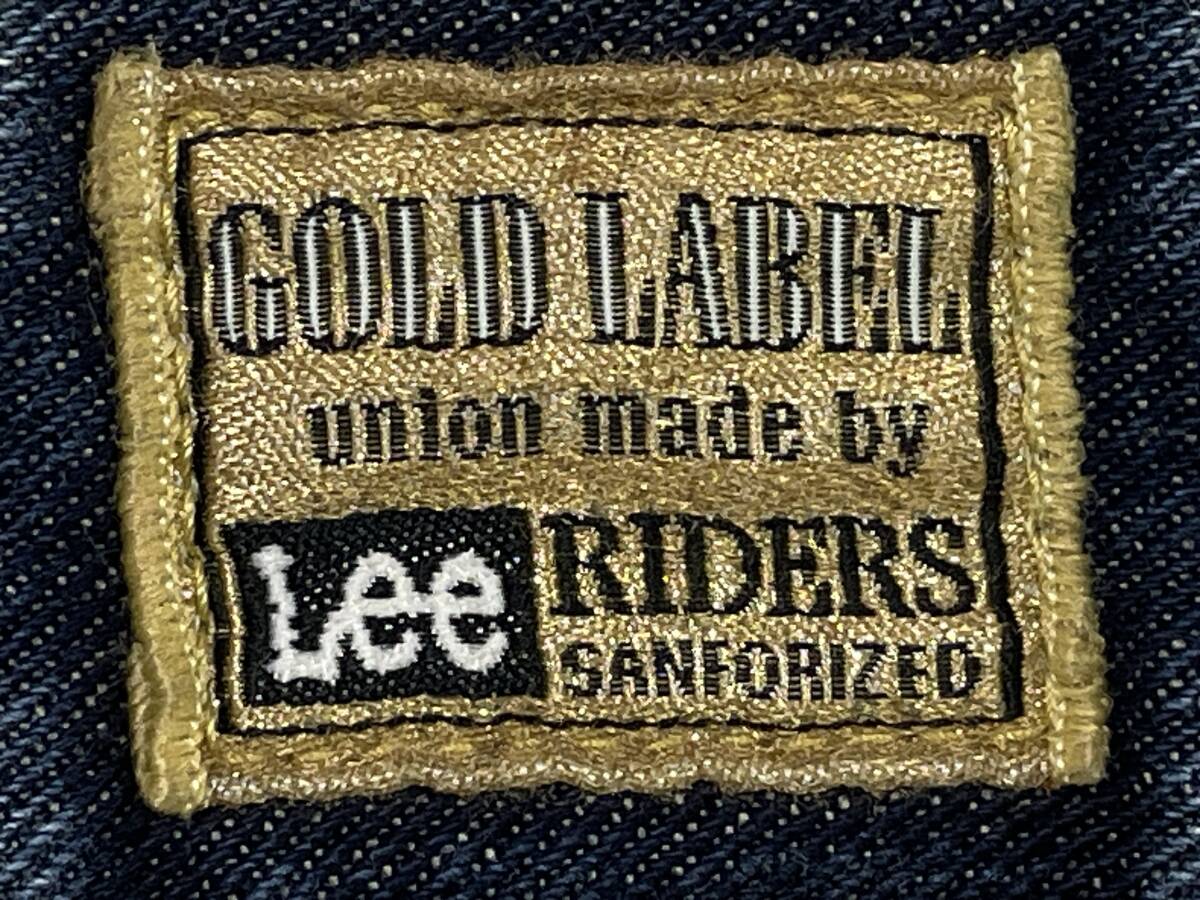 GOLD LABEL
union made by
Lee RIDERS
SANFORIZED